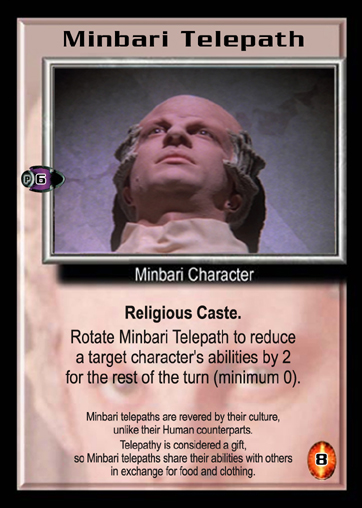 Minbari Telepath
P6
Minbari Character
Religious Caste.
Rotate Minbari Telepath to reduce
a target character's abilities by 2
for the rest of the turn (minimum 0).
Minbari telepaths are revered by their culture,
unlike their Human counterparts.
Telepathy is considered a gift,
so Minbari telepaths share their abilities with others
in exchange for food and clothing.
8